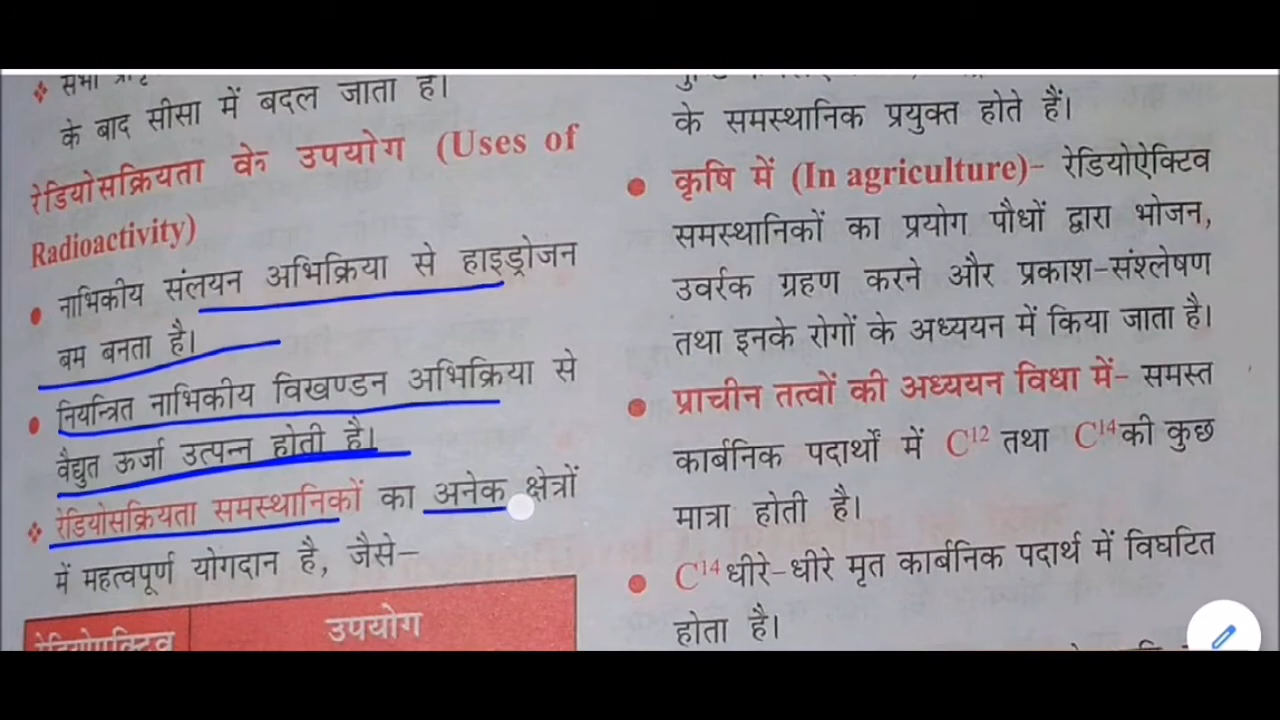 के बाद सीसा में बदल जाता है।
रेडियोसक्रियता के उपयोग (Uses of
Radioactivity)
नाभिकीय संलयन अभिक्रिया से हाइड्रोजन
बम बनता है।
नियन्त्रित नाभिकीय विखण्डन अभिक्रिया से
वैद्युत ऊर्जा उत्पन्न होती है।
रेडियोसक्रियता समस्थानिकों का अनेक क्षेत्रों
में महत्वपूर्ण योगदान है, जैसे–
उपयोग
के समस्थानिक प्रयुक्त होते हैं।
कृषि में (In agriculture)– रेडियोऐक्टिव
समस्थानिकों का प्रयोग पौधों द्वारा भोजन,
उवर्रक ग्रहण करने और प्रकाश-संश्लेषण
तथा इनके रोगों के अध्ययन में किया जाता है।
प्राचीन तत्वों की अध्ययन विधा में– समस्त
कार्बनिक पदार्थों में C¹² तथा C¹⁴ की कुछ
मात्रा होती है।
C¹⁴ धीरे-धीरे मृत कार्बनिक पदार्थ में विघटित
होता है।